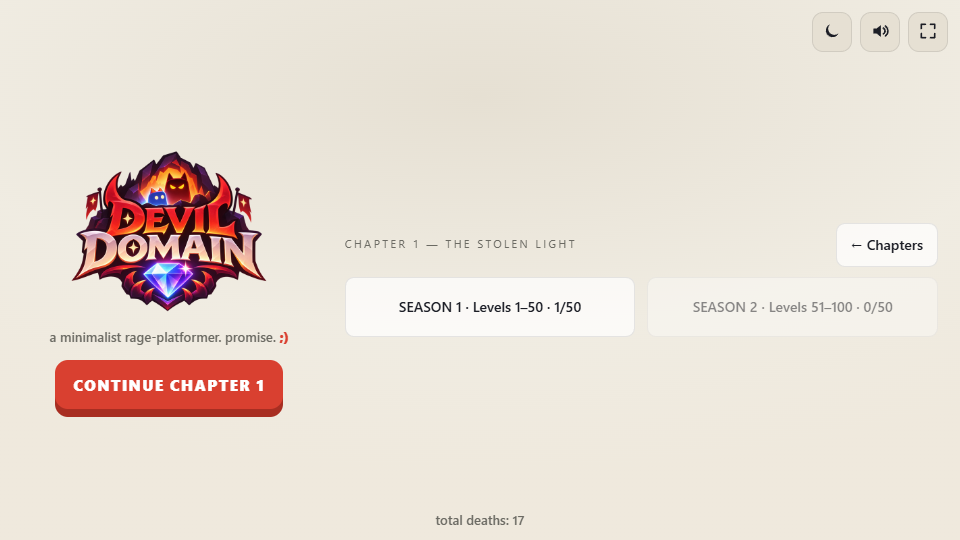 DEVIL
DOMAIN
a minimalist rage-platformer. promise. ;)
CONTINUE CHAPTER 1
CHAPTER 1 — THE STOLEN LIGHT
← Chapters
SEASON 1 · Levels 1–50 · 1/50
SEASON 2 · Levels 51–100 · 0/50
total deaths: 17